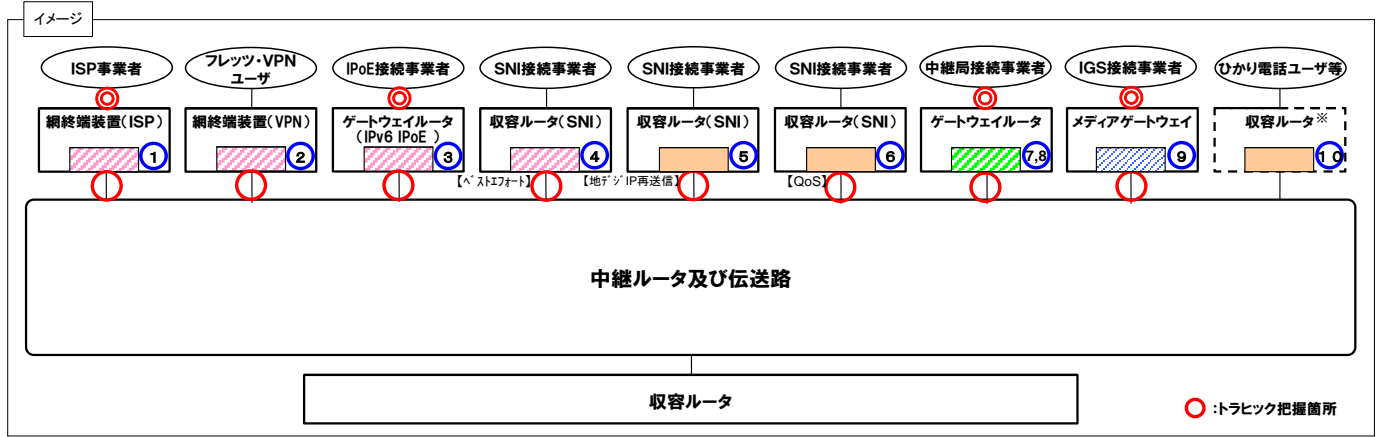 イメージ
ISP事業者
フレッツ・VPN
ユーザ
IPoE接続事業者
SNI接続事業者
SNI接続事業者
SNI接続事業者
中継局接続事業者
IGS接続事業者
ひかり電話ユーザ等
網終端装置(ISP)
網終端装置(VPN)
ゲートウェイルータ
(IPv6 IPoE )
収容ルータ(SNI)
収容ルータ(SNI)
収容ルータ(SNI)
ゲートウェイルータ
メディアゲートウェイ
収容ルータ※
1
2
3
4
5
6
7,8
9
10
【ベストエフォート】
【地デジIP再送信】
【QoS】
中継ルータ及び伝送路
収容ルータ
:トラヒック把握箇所